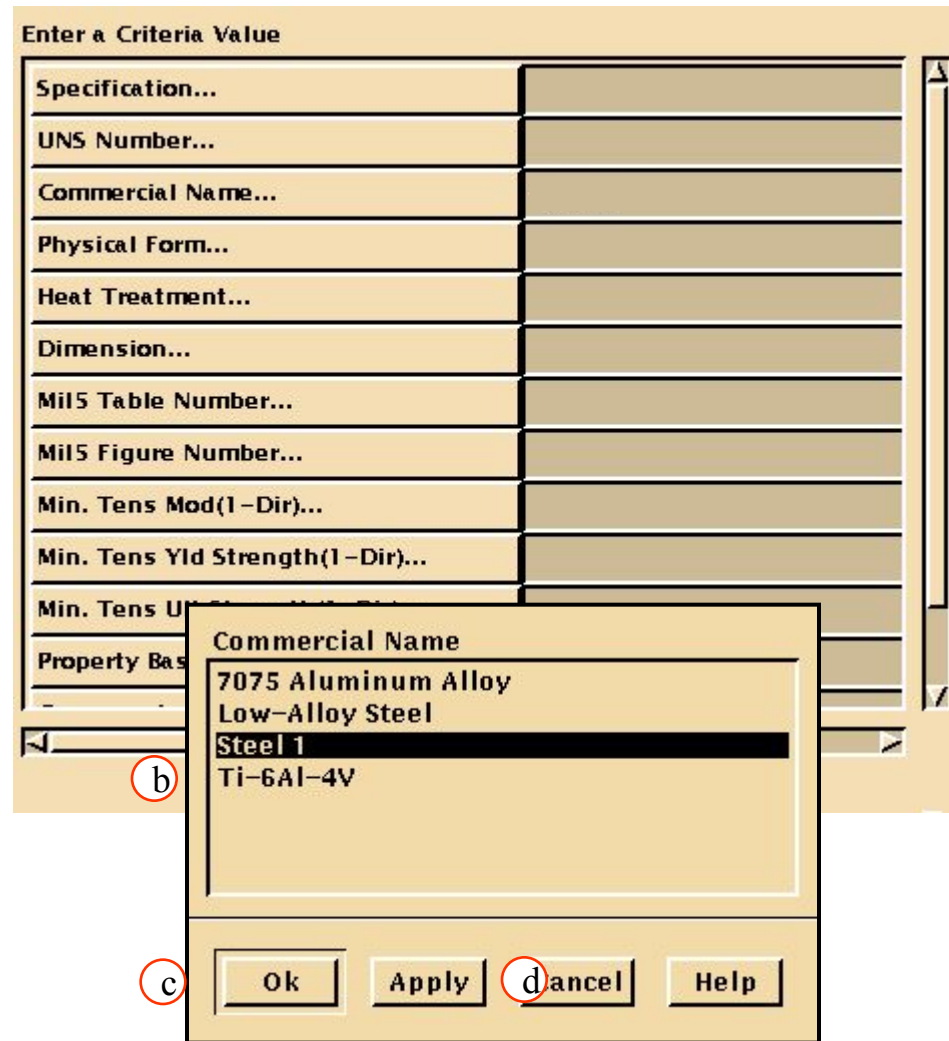 Enter a Criteria Value
Specification...
UNS Number...
Commercial Name...
Physical Form...
Heat Treatment...
Dimension...
Mil5 Table Number...
Mil5 Figure Number...
Min. Tens Mod(1-Dir)...
Min. Tens Yld Strength(1-Dir)...
Min. Tens
Property
Commercial Name
7075 Aluminum Alloy
Low-Alloy Steel
Steel 1
Ti-6Al-4V
b
c Ok Apply d ancel Help